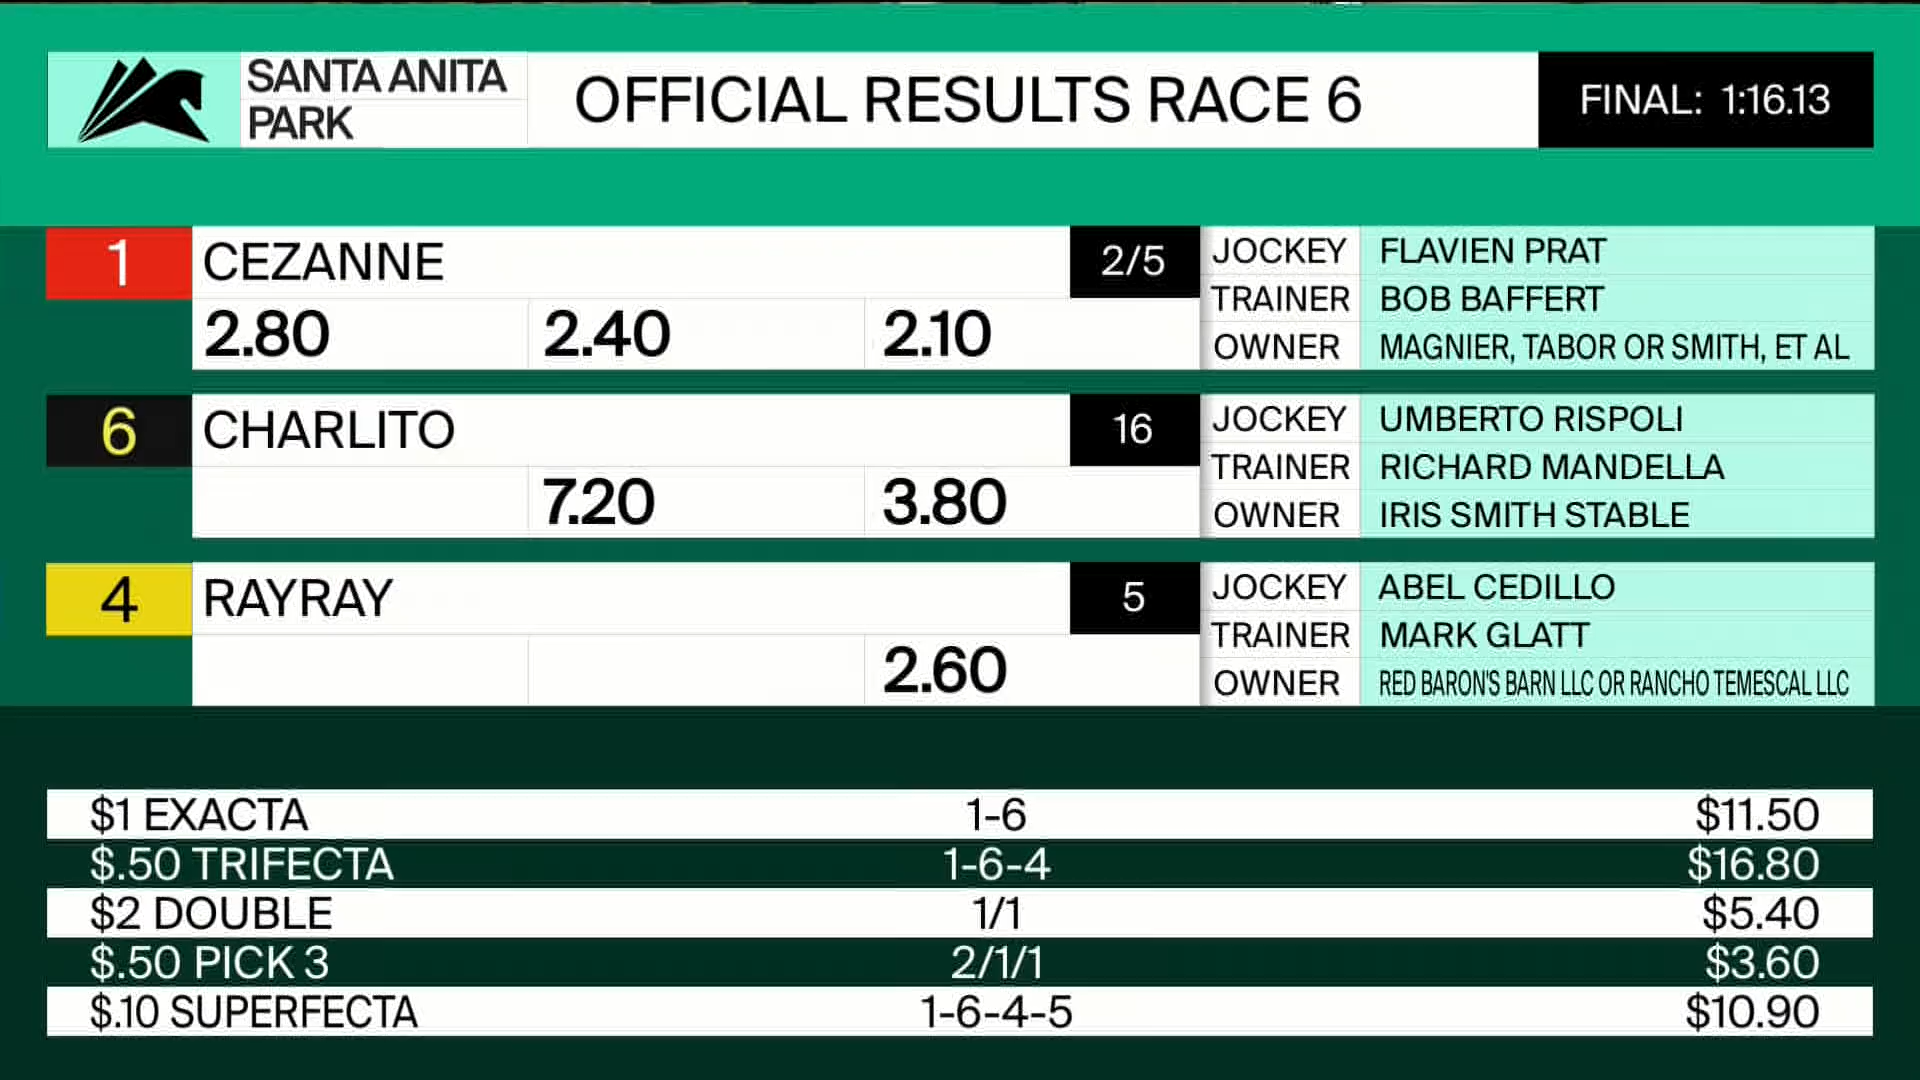 SANTA ANITA
PARK
OFFICIAL RESULTS RACE 6
FINAL: 1:16.13
1 CEZANNE 2/5
2.80 2.40 2.10
JOCKEY FLAVIEN PRAT
TRAINER BOB BAFFERT
OWNER MAGNIER, TABOR OR SMITH, ET AL
6 CHARLITO 16
7.20 3.80
JOCKEY UMBERTO RISPOLI
TRAINER RICHARD MANDELLA
OWNER IRIS SMITH STABLE
4 RAYRAY 5
2.60
JOCKEY ABEL CEDILLO
TRAINER MARK GLATT
OWNER RED BARON'S BARN LLC OR RANCHO TEMESCAL LLC
$1 EXACTA 1-6 $11.50
$.50 TRIFECTA 1-6-4 $16.80
$2 DOUBLE 1/1 $5.40
$.50 PICK 3 2/1/1 $3.60
$.10 SUPERFECTA 1-6-4-5 $10.90